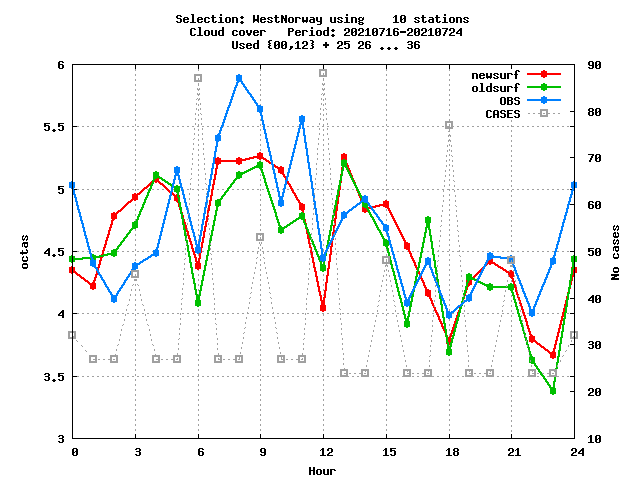 Selection: WestNorway using    10 stations
Cloud cover   Period: 20210716-20210724
Used {00,12} + 25 26 ... 36
newsurf
oldsurf
OBS
CASES
6
5.5
5
4.5
4
3.5
3
octas
90
80
70
60
50
40
30
20
10
No cases
0 3 6 9 12 15 18 21 24
Hour